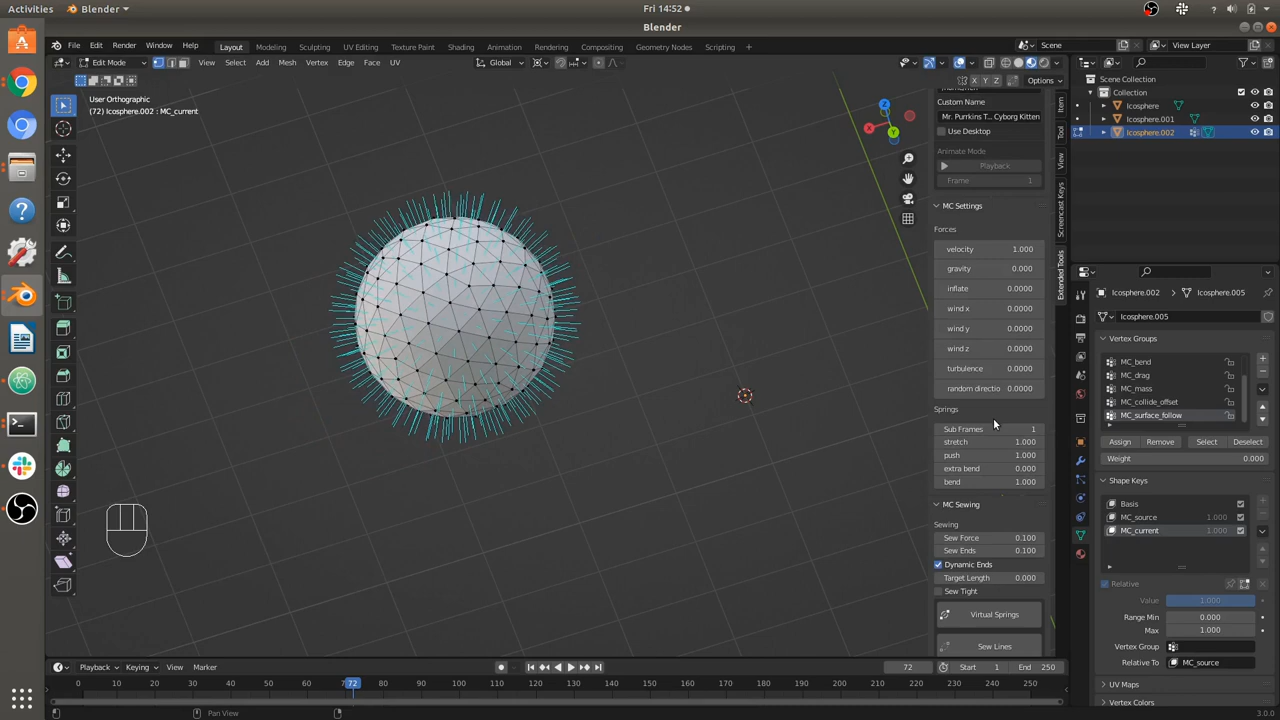 Activities
Blender
Fri 14:52
Blender
File Edit Render Window Help
Layout Modeling Sculpting UV Editing Texture Paint Shading Animation Rendering Compositing Geometry Nodes Scripting +
Scene
View Layer
Edit Mode
View Select Add Mesh Vertex Edge Face UV
Global
X Y Z
Options
User Orthographic
(72) Icosphere.002 : MC_current
Z
X
Y
Item
Tool
View
Screencast Keys
Extended Tools
Custom Name
Mr. Purrkins T... Cyborg Kitten
Use Desktop
Animate Mode
Playback
Frame 1
MC Settings
Forces
velocity 1.000
gravity 0.000
inflate 0.0000
wind x 0.0000
wind y 0.0000
wind z 0.0000
turbulence 0.0000
random directio 0.0000
Springs
Sub Frames 1
stretch 1.000
push 1.000
extra bend 0.000
bend 1.000
MC Sewing
Sewing
Sew Force 0.100
Sew Ends 0.100
Dynamic Ends
Target Length 0.000
Sew Tight
Virtual Springs
Sew Lines
Scene Collection
Collection
Icosphere
Icosphere.001
Icosphere.002
Icosphere.002
Icosphere.005
Icosphere.005
Vertex Groups
MC_bend
MC_drag
MC_mass
MC_collide_offset
MC_surface_follow
Assign Remove Select Deselect
Weight 0.000
Shape Keys
Basis
MC_source 1.000
MC_current 1.000
Relative
Value 1.000
Range Min 0.000
Max 1.000
Vertex Group
Relative To MC_source
UV Maps
Vertex Colors
Playback Keying View Marker
72
Start 1
End 250
0 10 20 30 40 50 60 72 80 90 100 110 120 130 140 150 160 170 180 190 200 210 220 230 240 250
Pan View
3.0.0